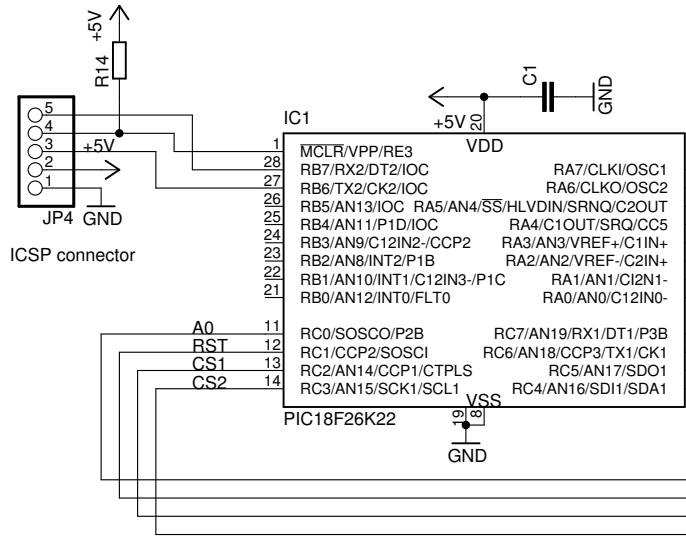 +5V
R14
5
4
3
2
1
+5V
JP4
GND
ICSP connector
C1
GND
+5V
20
IC1
VDD
1
MCLR/VPP/RE3
28
RB7/RX2/DT2/IOC
RA7/CLKI/OSC1
27
RB6/TX2/CK2/IOC
RA6/CLKO/OSC2
26
RB5/AN13/IOC
RA5/AN4/SS/HLVDIN/SRNQ/C2OUT
25
RB4/AN11/P1D/IOC
RA4/C1OUT/SRQ/CC5
24
RB3/AN9/C12IN2-/CCP2
RA3/AN3/VREF+/C1IN+
23
RB2/AN8/INT2/P1B
RA2/AN2/VREF-/C2IN+
22
RB1/AN10/INT1/C12IN3-/P1C
RA1/AN1/CI2N1-
21
RB0/AN12/INT0/FLT0
RA0/AN0/C12IN0-
A0
11
RC0/SOSCO/P2B
RC7/AN19/RX1/DT1/P3B
RST
12
RC1/CCP2/SOSCI
RC6/AN18/CCP3/TX1/CK1
CS1
13
RC2/AN14/CCP1/CTPLS
RC5/AN17/SDO1
CS2
14
RC3/AN15/SCK1/SCL1
RC4/AN16/SDI1/SDA1
VSS
19
8
PIC18F26K22
GND